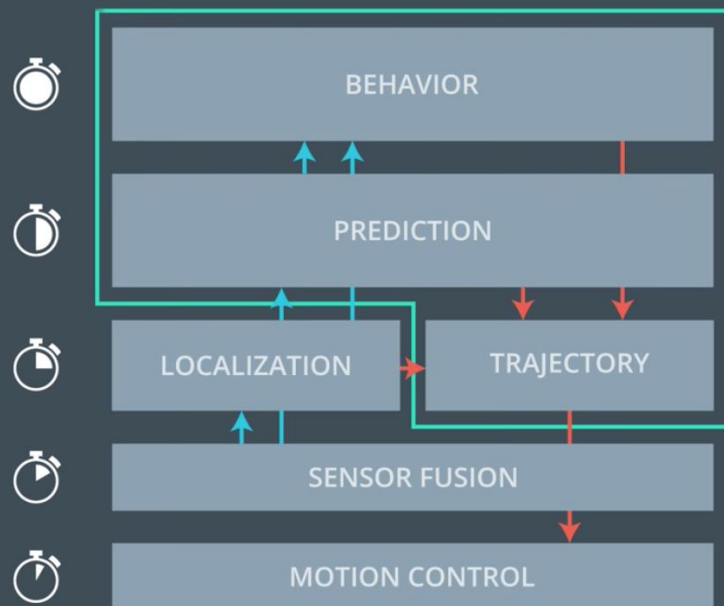 BEHAVIOR
PREDICTION
LOCALIZATION
TRAJECTORY
SENSOR FUSION
MOTION CONTROL